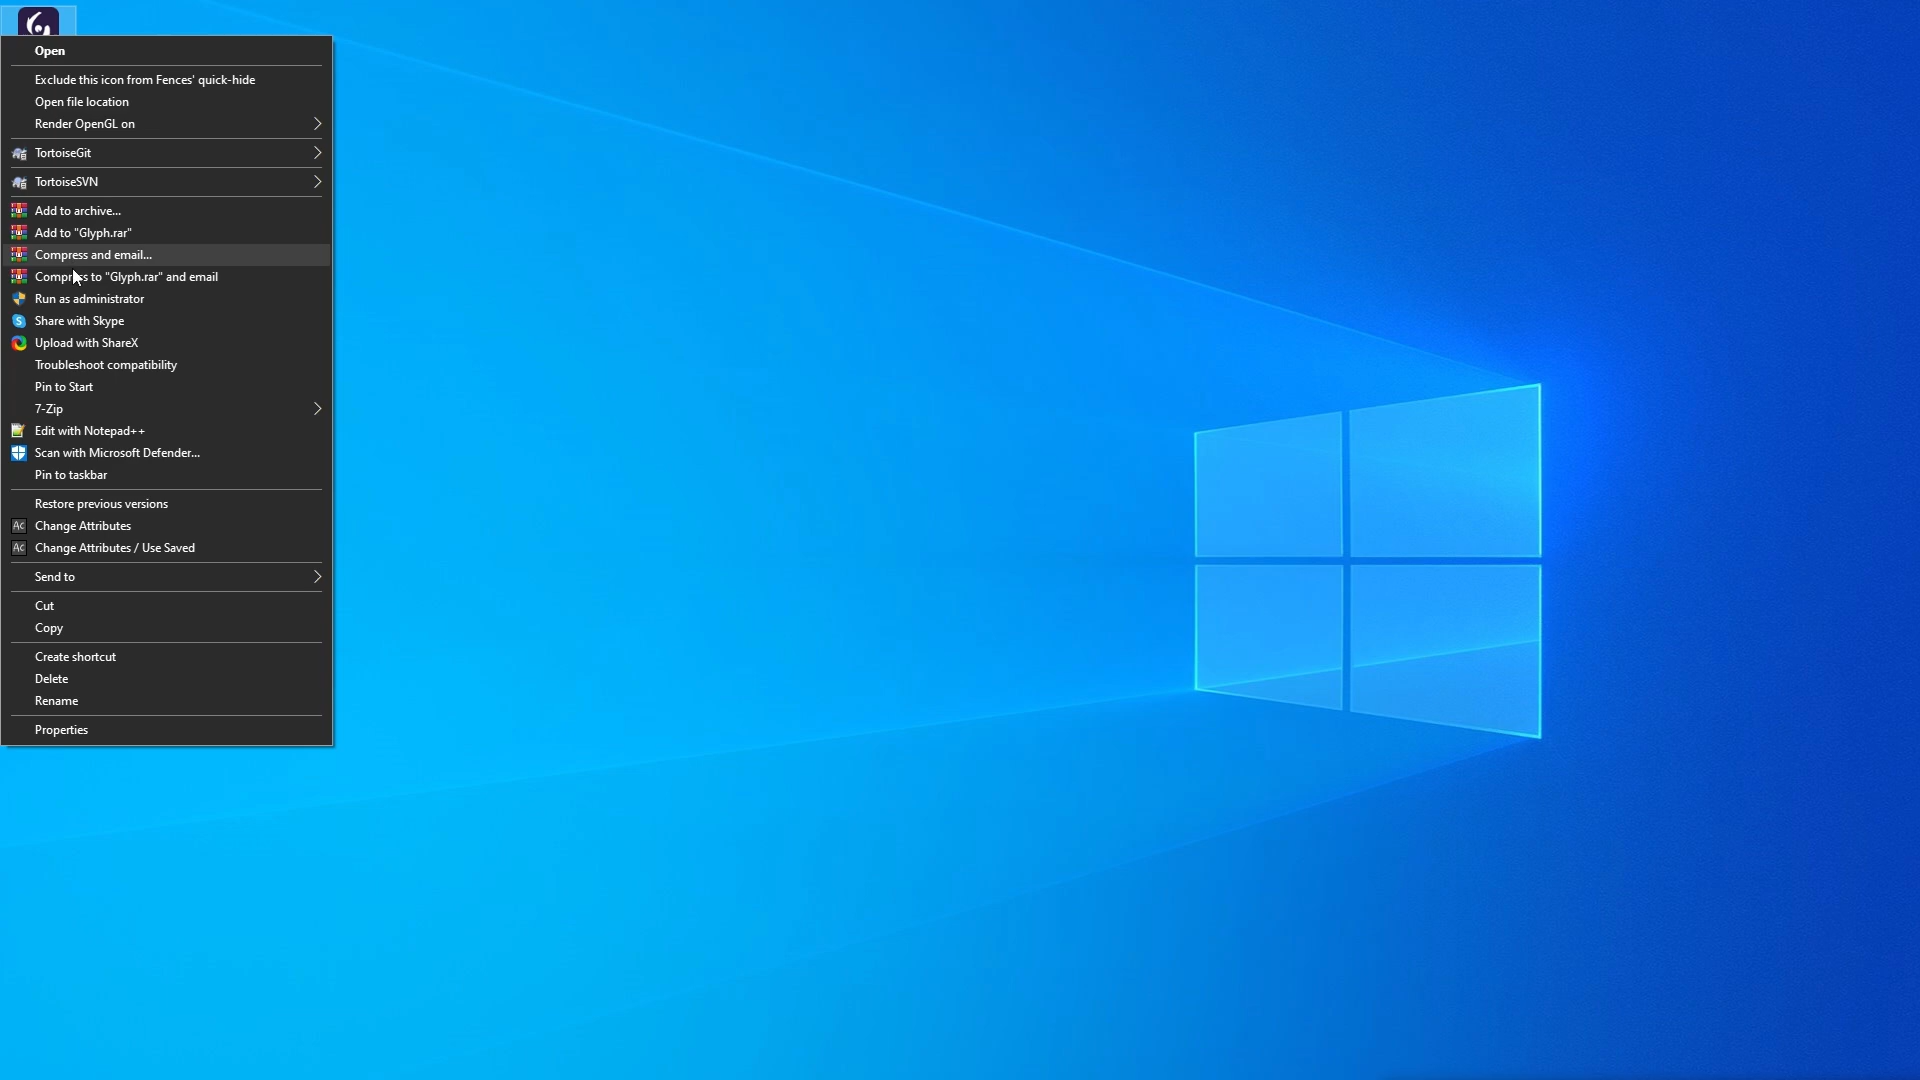 Open
Exclude this icon from Fences' quick-hide
Open file location
Render OpenGL on
TortoiseGit
TortoiseSVN
Add to archive...
Add to "Glyph.rar"
Compress and email...
Compress to "Glyph.rar" and email
Run as administrator
Share with Skype
Upload with ShareX
Troubleshoot compatibility
Pin to Start
7-Zip
Edit with Notepad++
Scan with Microsoft Defender...
Pin to taskbar
Restore previous versions
Ac Change Attributes
Ac Change Attributes / Use Saved
Send to
Cut
Copy
Create shortcut
Delete
Rename
Properties